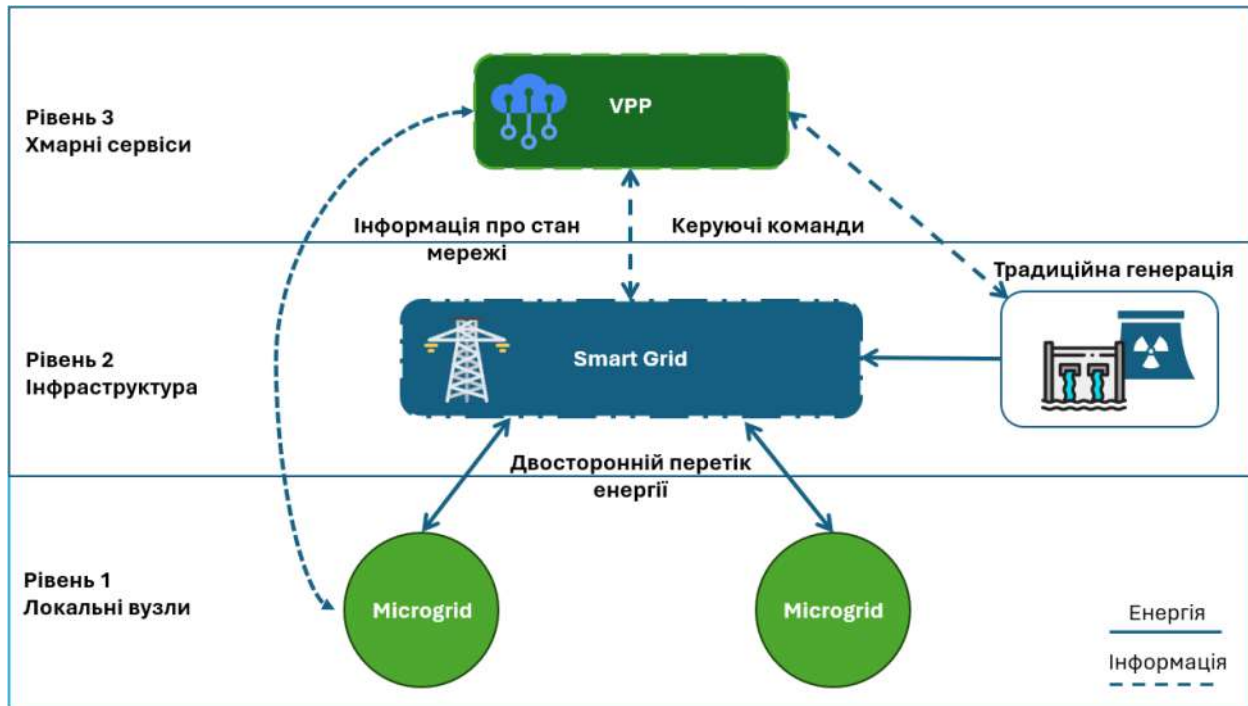 VPP
Рівень 3
Хмарні сервіси
Інформація про стан
мережі
Керуючі команди
Традиційна генерація
Smart Grid
Рівень 2
Інфраструктура
Двосторонній перетік
енергії
Рівень 1
Локальні вузли
Microgrid
Microgrid
Енергія
Інформація